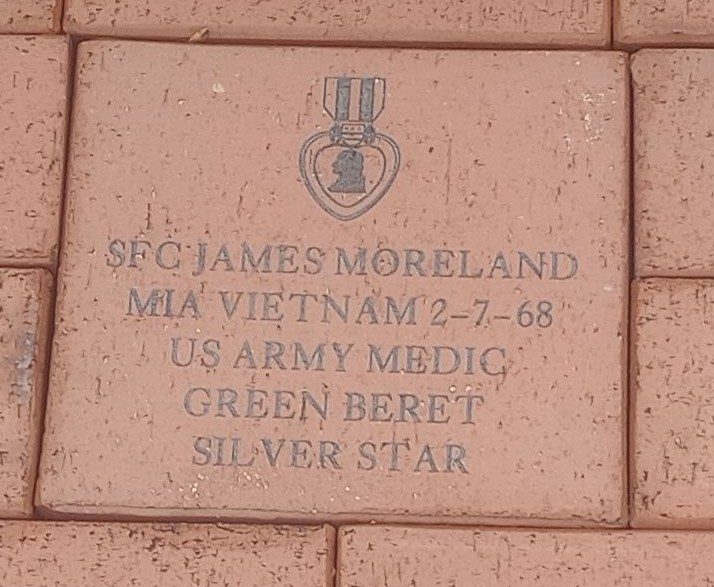 SFC JAMES MORELAND
MIA VIETNAM 2-7-68
US ARMY MEDIC
GREEN BERET
SILVER STAR